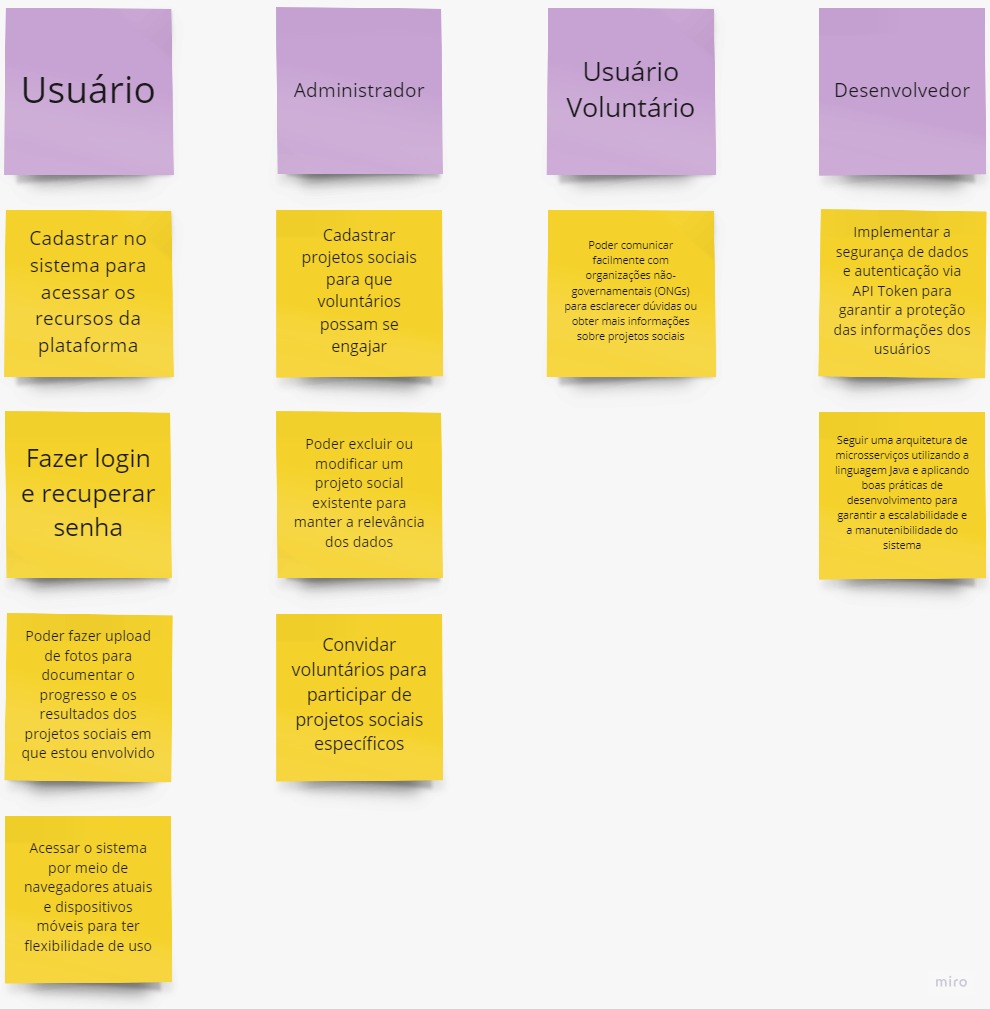 Usuário
Administrador
Usuário
Voluntário
Desenvolvedor
Cadastrar no
sistema para
acessar os
recursos da
plataforma
Cadastrar
projetos sociais
para que
voluntários
possam se
engajar
Poder comunicar
facilmente com
organizações não-
governamentais (ONGs)
para esclarecer dúvidas ou
obter mais informações
sobre projetos sociais
Implementar a
segurança de dados
e autenticação via
API Token para
garantir a proteção
das informações dos
usuários
Fazer login
e recuperar
senha
Poder excluir ou
modificar um
projeto social
existente para
manter a relevância
dos dados
Seguir uma arquitetura de
microsserviços utilizando a
linguagem Java e aplicando
boas práticas de
desenvolvimento para
garantir a escalabilidade e
a manutenibilidade do
sistema
Poder fazer upload
de fotos para
documentar o
progresso e os
resultados dos
projetos sociais em
que estou envolvido
Convidar
voluntários para
participar de
projetos sociais
específicos
Acessar o sistema
por meio de
navegadores atuais
e dispositivos
móveis para ter
flexibilidade de uso
miro